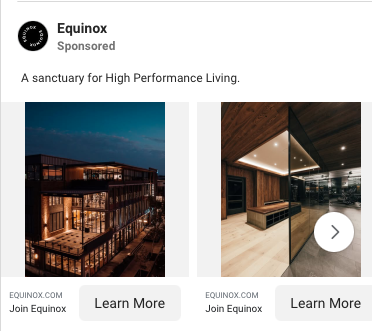 Equinox
Sponsored
A sanctuary for High Performance Living.
EQUINOX.COM
Join Equinox
Learn More
EQUINOX.COM
Join Equinox
Learn More